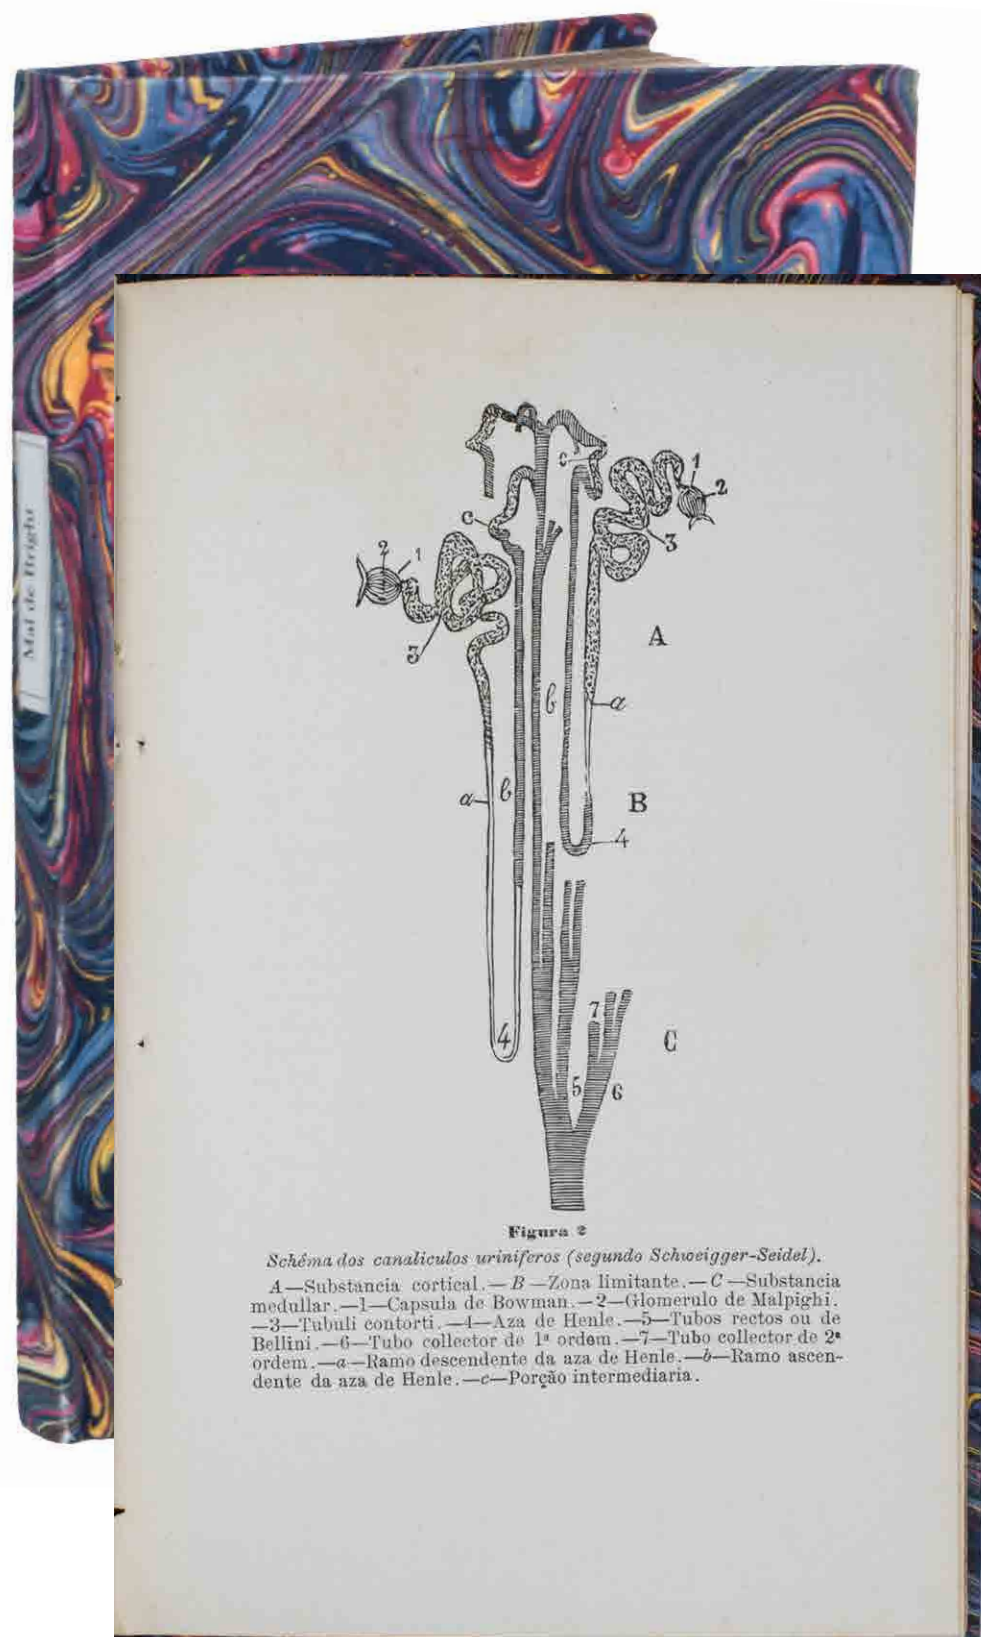 Mal de Bright
c
1
2
c
3
2
1
3
A
b
a
a
b
B
4
7
4
C
5
6
Figura 2
Schéma dos canaliculos uriniferos (segundo Schweigger-Seidel).
A—Substancia cortical.—B—Zona limitante.—C—Substancia
medullar.—1—Capsula de Bowman.—2—Glomerulo de Malpighi.
—3—Tubuli contorti.—4—Aza de Henle.—5—Tubos rectos ou de
Bellini.—6—Tubo collector de 1ª ordem.—7—Tubo collector de 2ª
ordem.—a—Ramo descendente da aza de Henle.—b—Ramo ascen-
dente da aza de Henle.—c—Porção intermediaria.